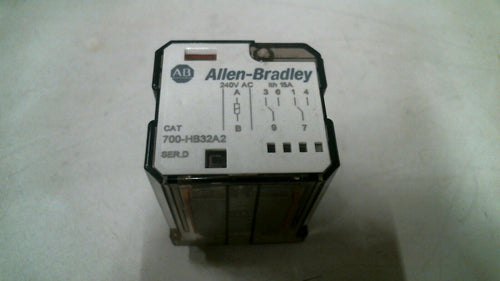 AB Allen-Bradley
240V AC Ith 15A
A 3 6 1 4
B 9 7
CAT
700-HB32A2
SER.D C